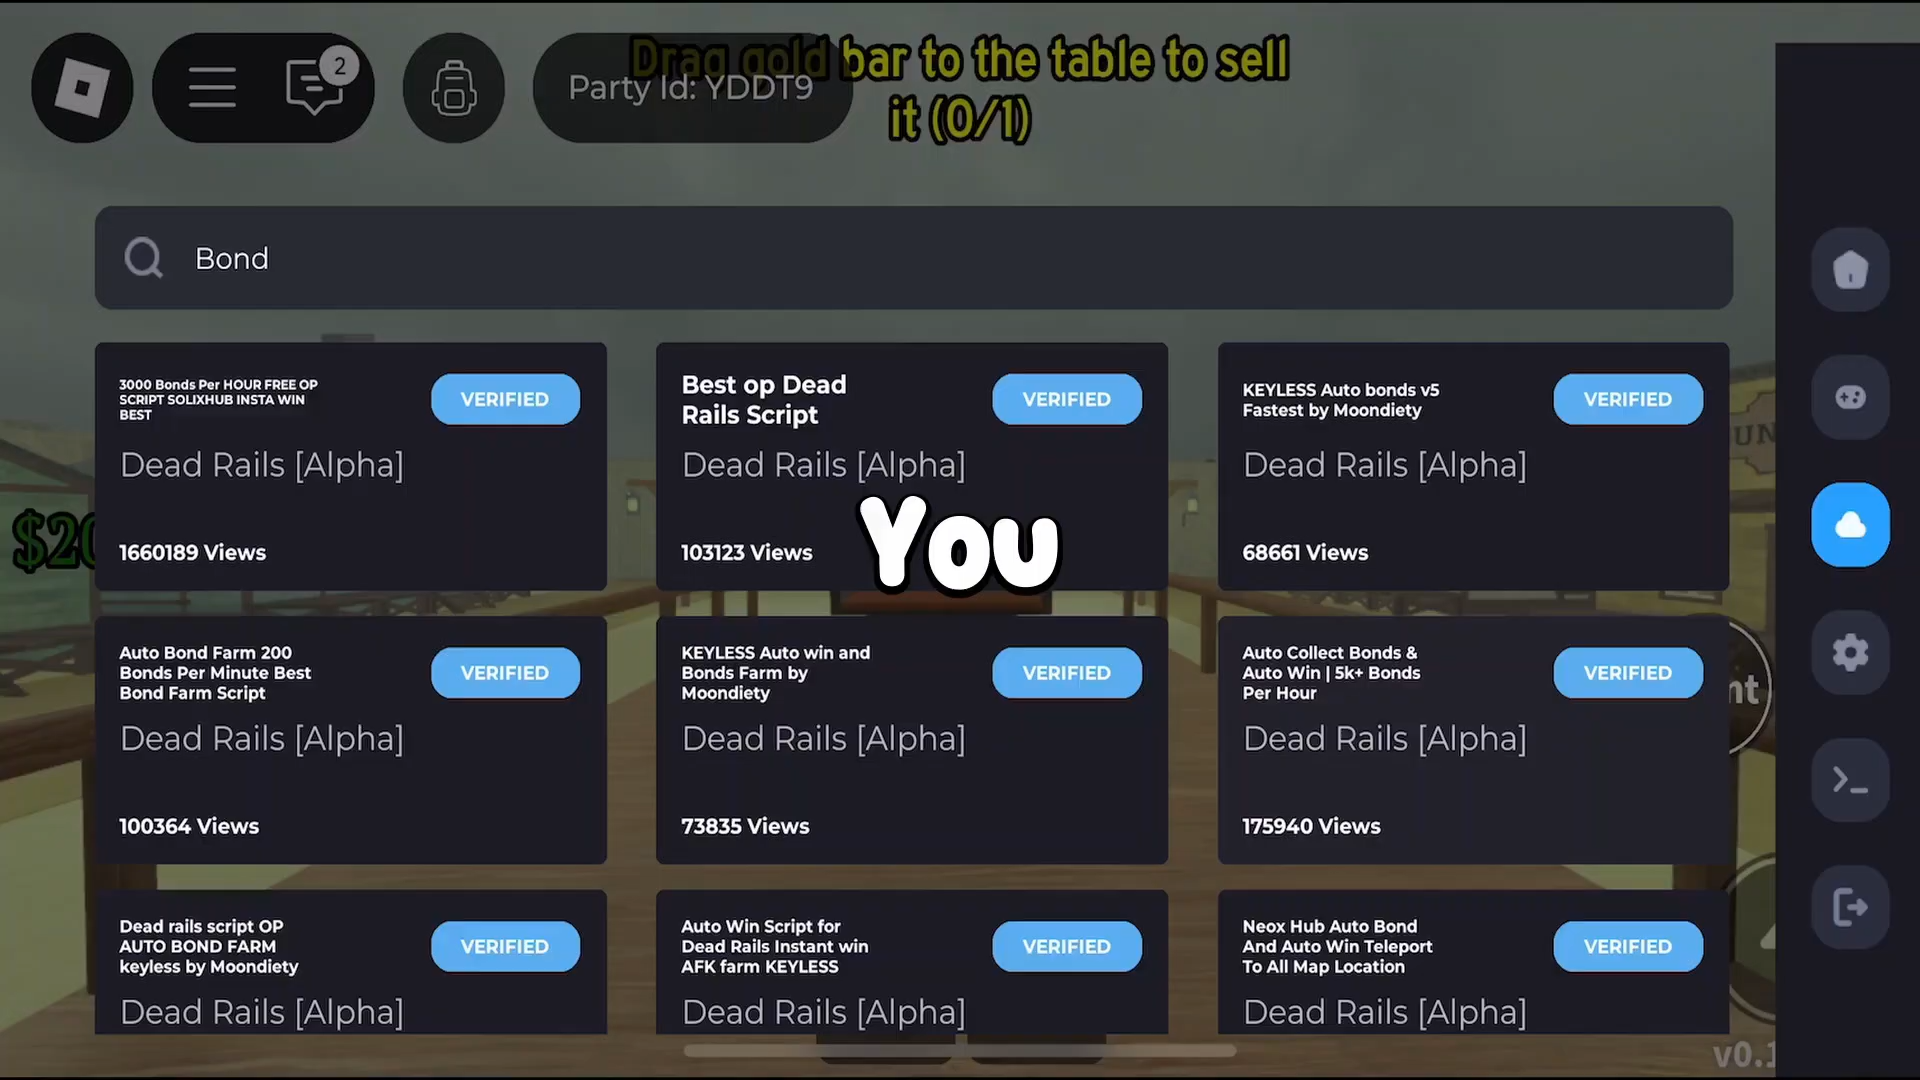 2
Party Id: YDDT9
Drag gold bar to the table to sell
it (0/1)
Bond
3000 Bonds Per HOUR FREE OP
SCRIPT SOLIXHUB INSTA WIN
BEST
VERIFIED
Dead Rails [Alpha]
1660189 Views
Best op Dead
Rails Script
VERIFIED
Dead Rails [Alpha]
103123 Views
KEYLESS Auto bonds v5
Fastest by Moondiety
VERIFIED
Dead Rails [Alpha]
68661 Views
You
Auto Bond Farm 200
Bonds Per Minute Best
Bond Farm Script
VERIFIED
Dead Rails [Alpha]
100364 Views
KEYLESS Auto win and
Bonds Farm by
Moondiety
VERIFIED
Dead Rails [Alpha]
73835 Views
Auto Collect Bonds &
Auto Win | 5k+ Bonds
Per Hour
VERIFIED
Dead Rails [Alpha]
175940 Views
Dead rails script OP
AUTO BOND FARM
keyless by Moondiety
VERIFIED
Dead Rails [Alpha]
Auto Win Script for
Dead Rails Instant win
AFK farm KEYLESS
VERIFIED
Dead Rails [Alpha]
Neox Hub Auto Bond
And Auto Win Teleport
To All Map Location
VERIFIED
Dead Rails [Alpha]